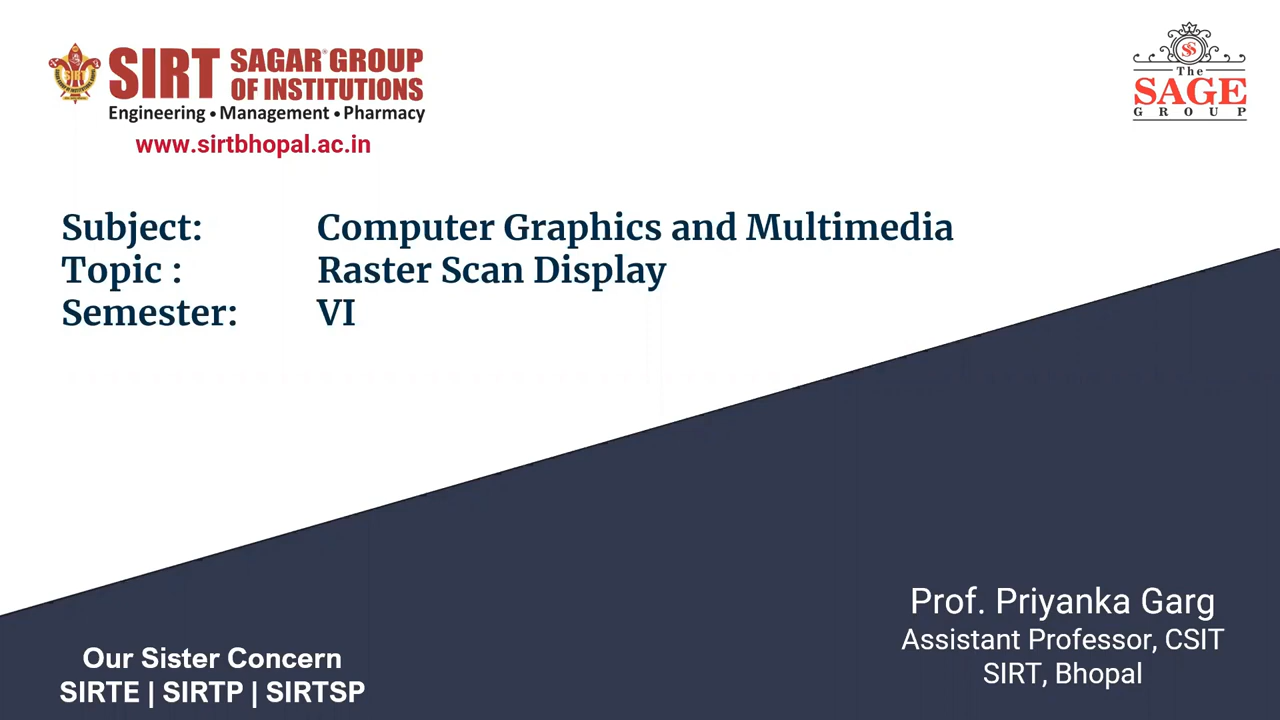 SIRT SAGAR GROUP OF INSTITUTIONS
Engineering • Management • Pharmacy
www.sirtbhopal.ac.in
The
SAGE
GROUP
Subject: Computer Graphics and Multimedia
Topic : Raster Scan Display
Semester: VI
Prof. Priyanka Garg
Assistant Professor, CSIT
SIRT, Bhopal
Our Sister Concern
SIRTE | SIRTP | SIRTSP